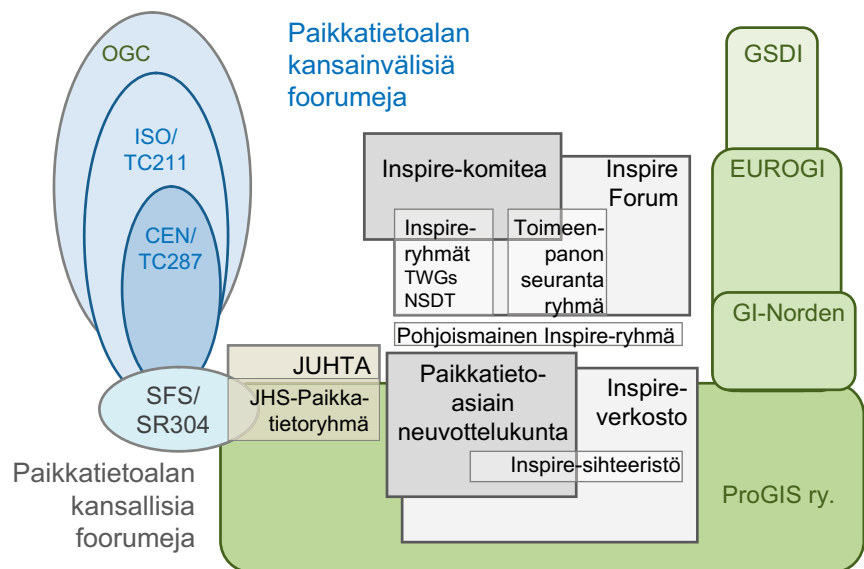 Paikkatietoalan
kansainvälisiä
foorumeja
OGC
ISO/
TC211
CEN/
TC287
SFS/
SR304
GSDI
EUROGI
GI-Norden
Inspire-komitea
Inspire
Forum
Inspire-
ryhmät
TWGs
NSDT
Toimeen-
panon
seuranta
ryhmä
Pohjoismainen Inspire-ryhmä
JUHTA
JHS-Paikka-
tietoryhmä
Paikkatieto-
asiain
neuvottelukunta
Inspire-
verkosto
Inspire-sihteeristö
ProGIS ry.
Paikkatietoalan
kansallisia
foorumeja